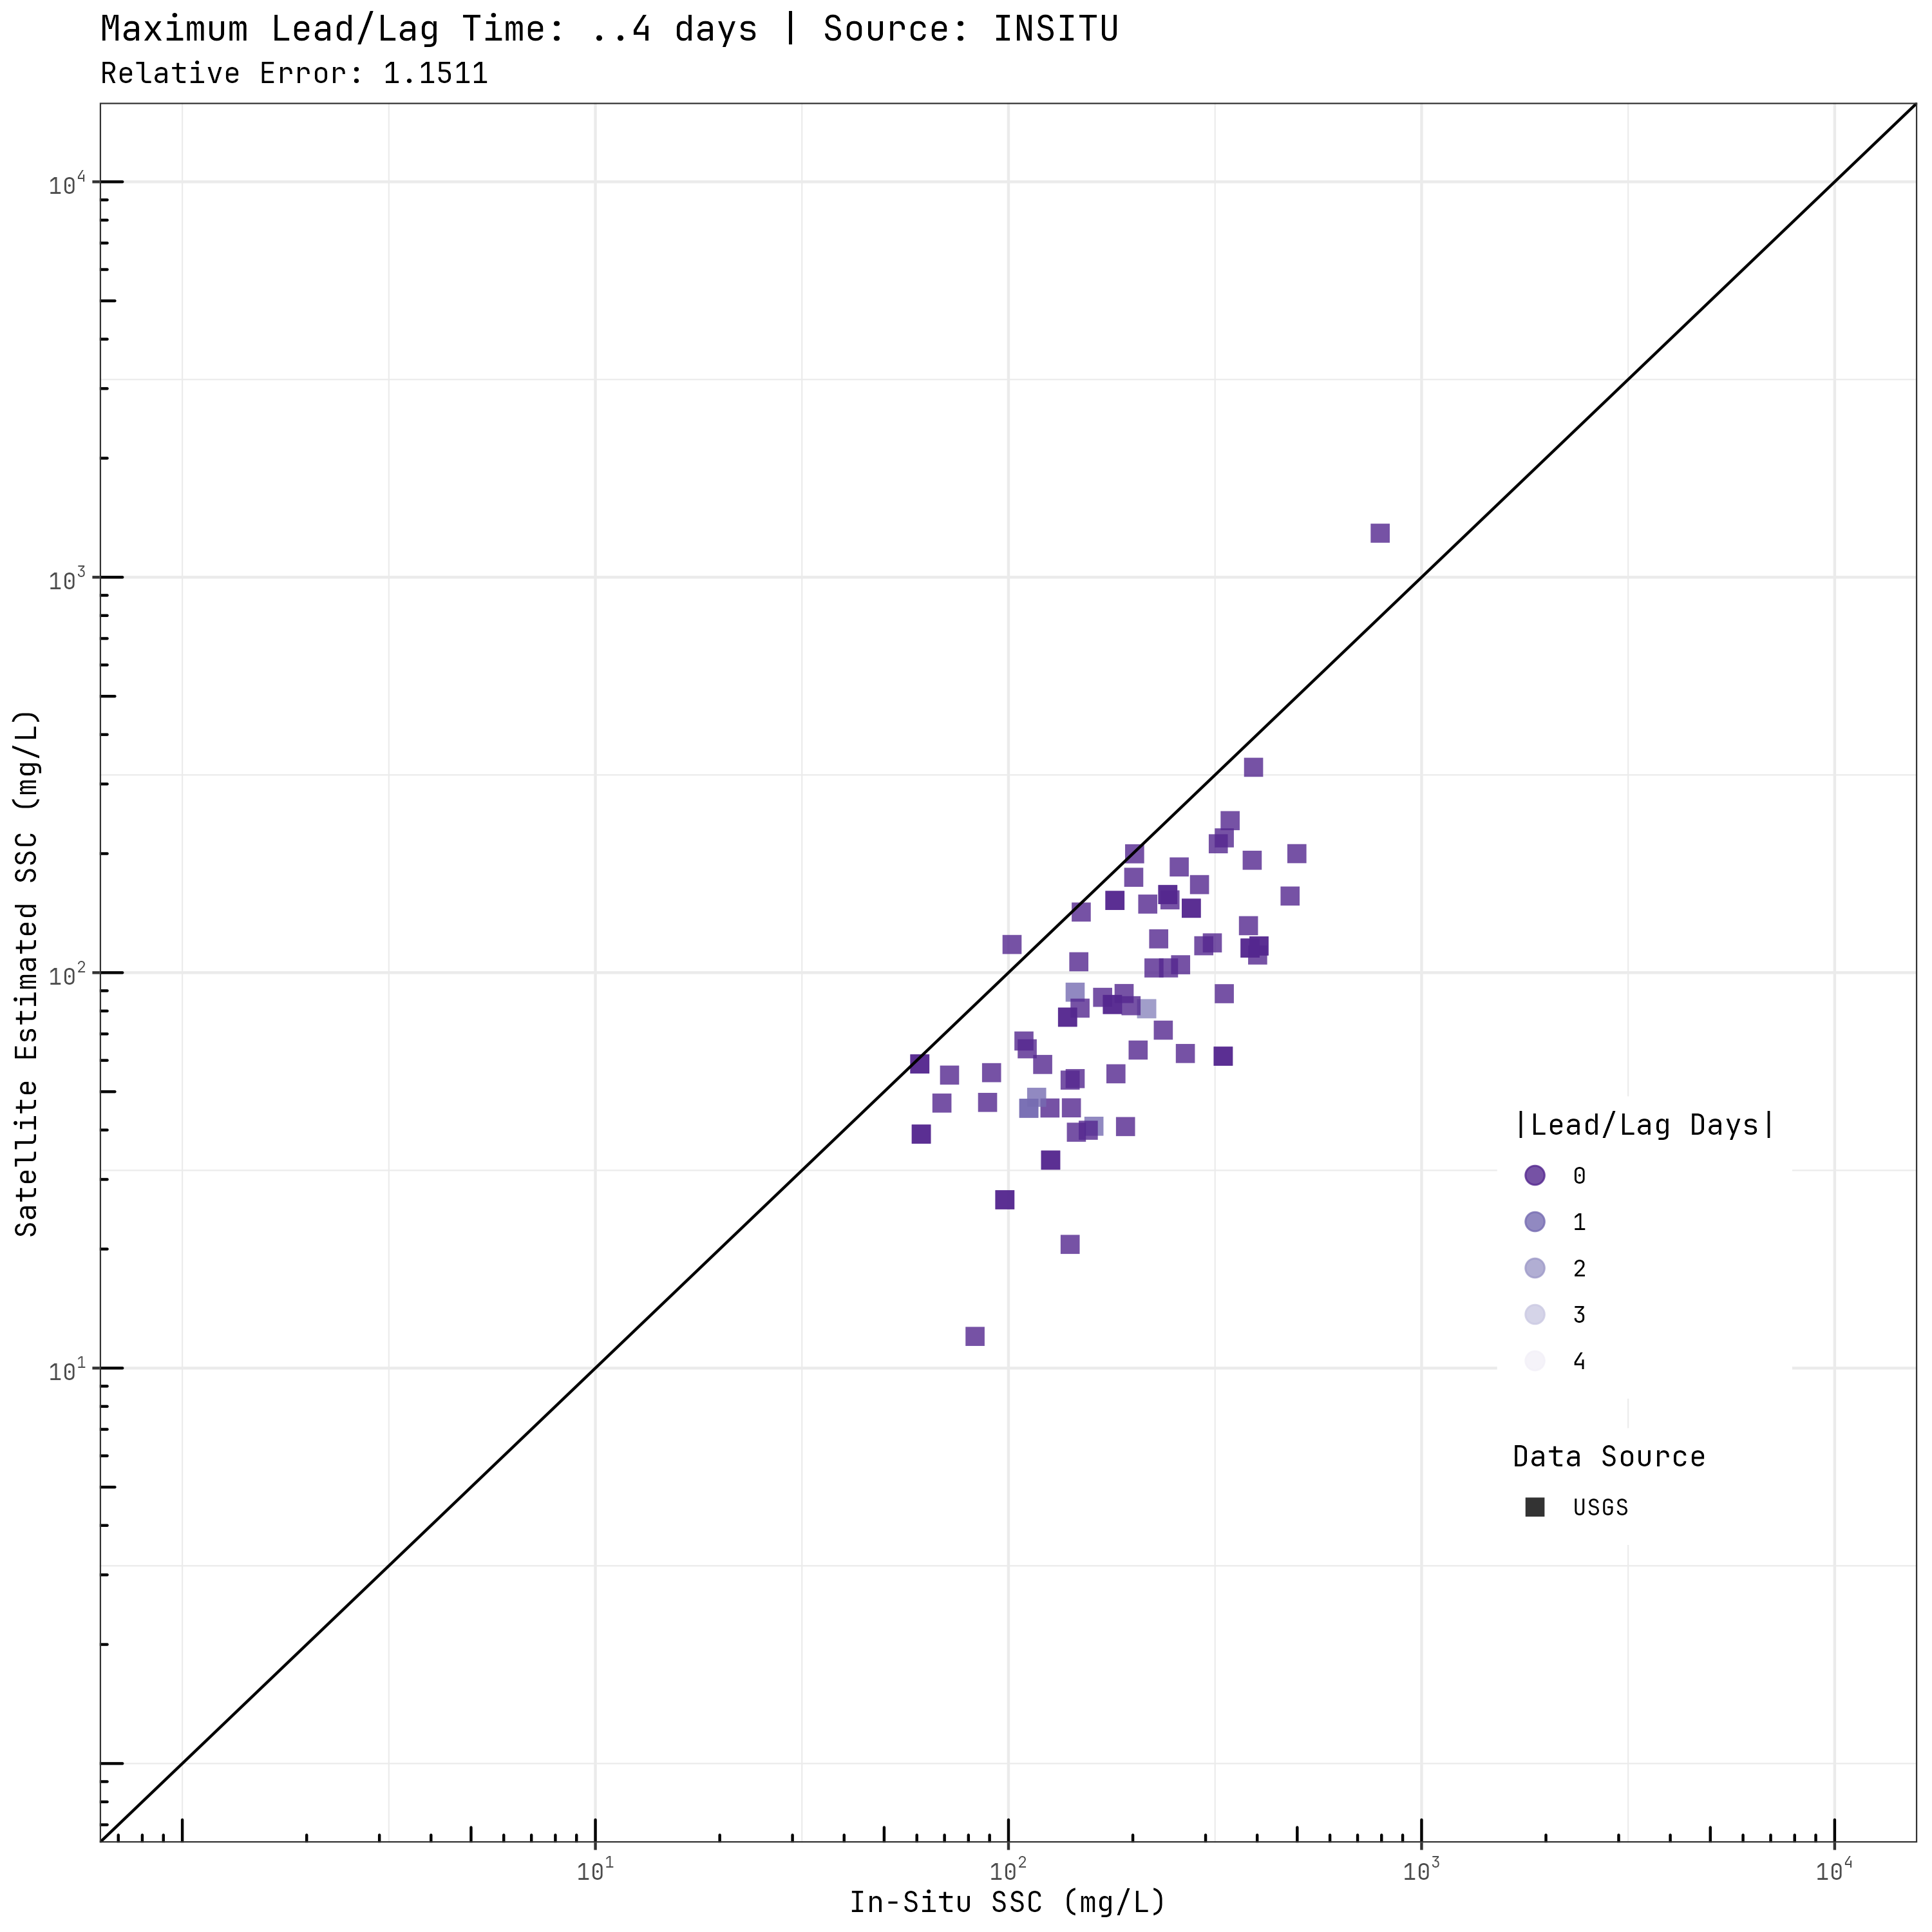 Maximum Lead/Lag Time: ..4 days | Source: INSITU
Relative Error: 1.1511
Satellite Estimated SSC (mg/L)
10⁴
10³
10²
10¹
|Lead/Lag Days|
0
1
2
3
4
Data Source
USGS
10¹
10²
10³
10⁴
In-Situ SSC (mg/L)